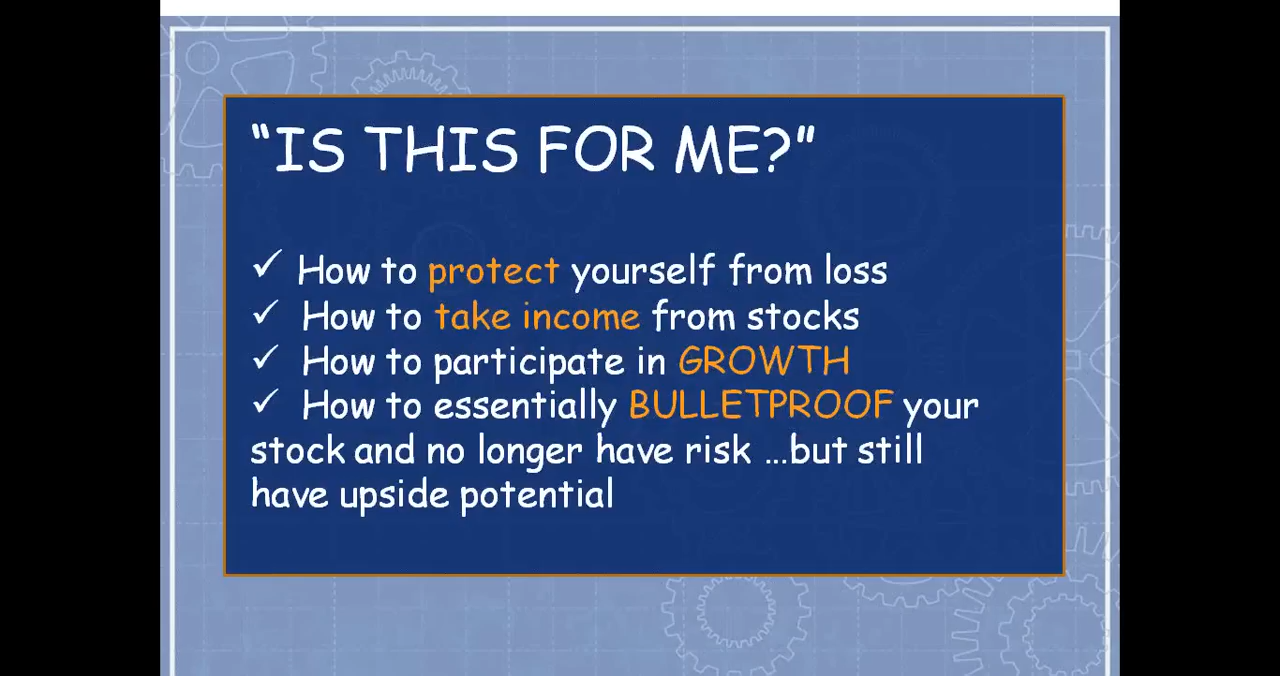 "IS THIS FOR ME?"
✓ How to protect yourself from loss
✓ How to take income from stocks
✓ How to participate in GROWTH
✓ How to essentially BULLETPROOF your
stock and no longer have risk ...but still
have upside potential